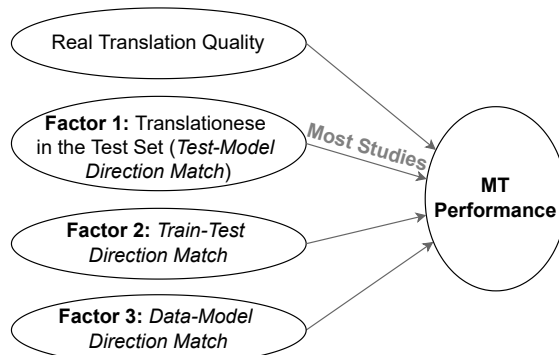 Real Translation Quality
Factor 1: Translationese
in the Test Set (Test-Model
Direction Match)
Most Studies
MT
Performance
Factor 2: Train-Test
Direction Match
Factor 3: Data-Model
Direction Match